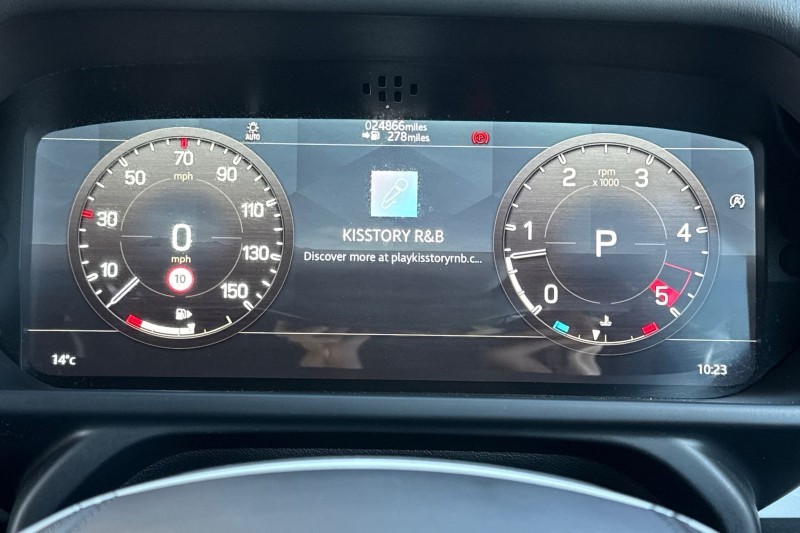 AUTO
024866miles
278miles
(P)
70
mph
50
90
30
110
0
mph
10
130
10
150
KISSTORY R&B
Discover more at playkisstoryrnb.c...
rpm
x1000
2
3
1
4
P
A
0
5
14°c
10:23